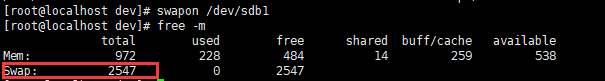 [root@localhost dev]# swapon /dev/sdb1
[root@localhost dev]# free -m
              total        used        free      shared  buff/cache   available
Mem:            972         228         484          14         259         538
Swap:          2547           0        2547